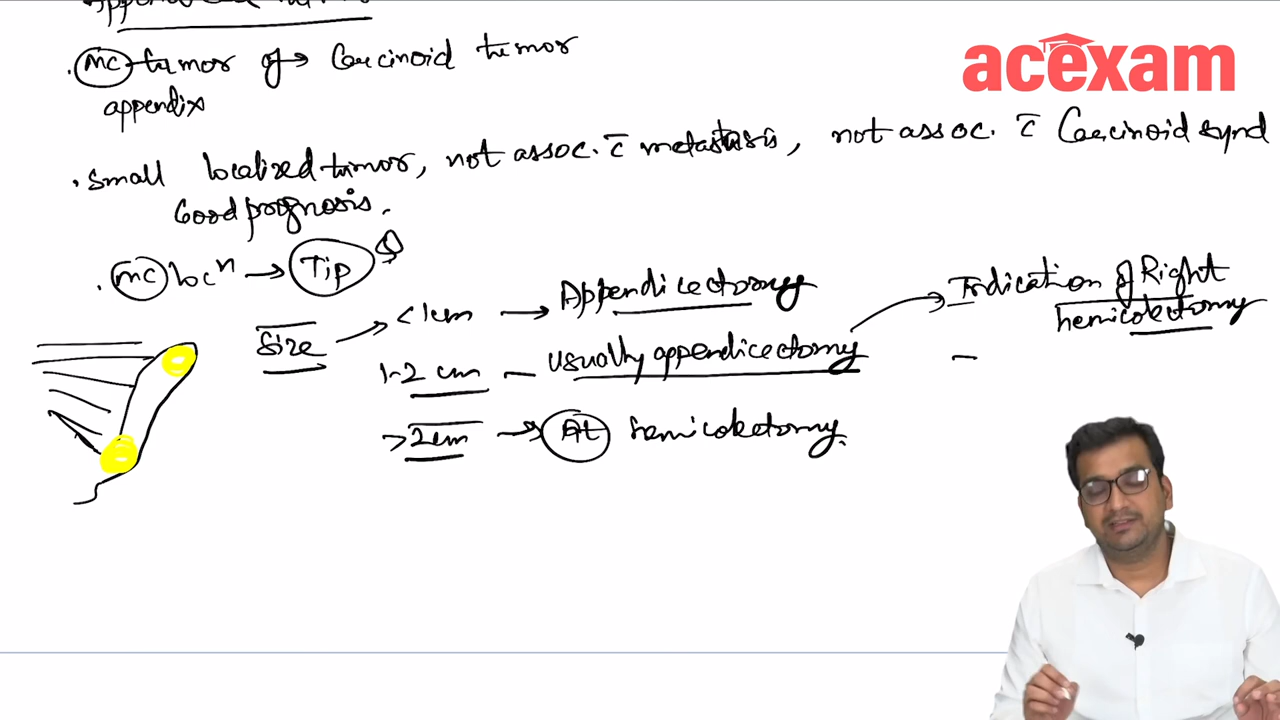 acexam
. mc tumor of → Carcinoid tumor
appendix
. small localized tumor, not assoc. c̄ metastasis, not assoc. c̄ Carcinoid synd
Good prognosis.
. mc locⁿ → Tip
Size
<1cm → Appendicectomy
1-2 cm — usually appendicectomy
>2cm → Rt hemicolectomy.
Indication of Right
hemicolectomy
—